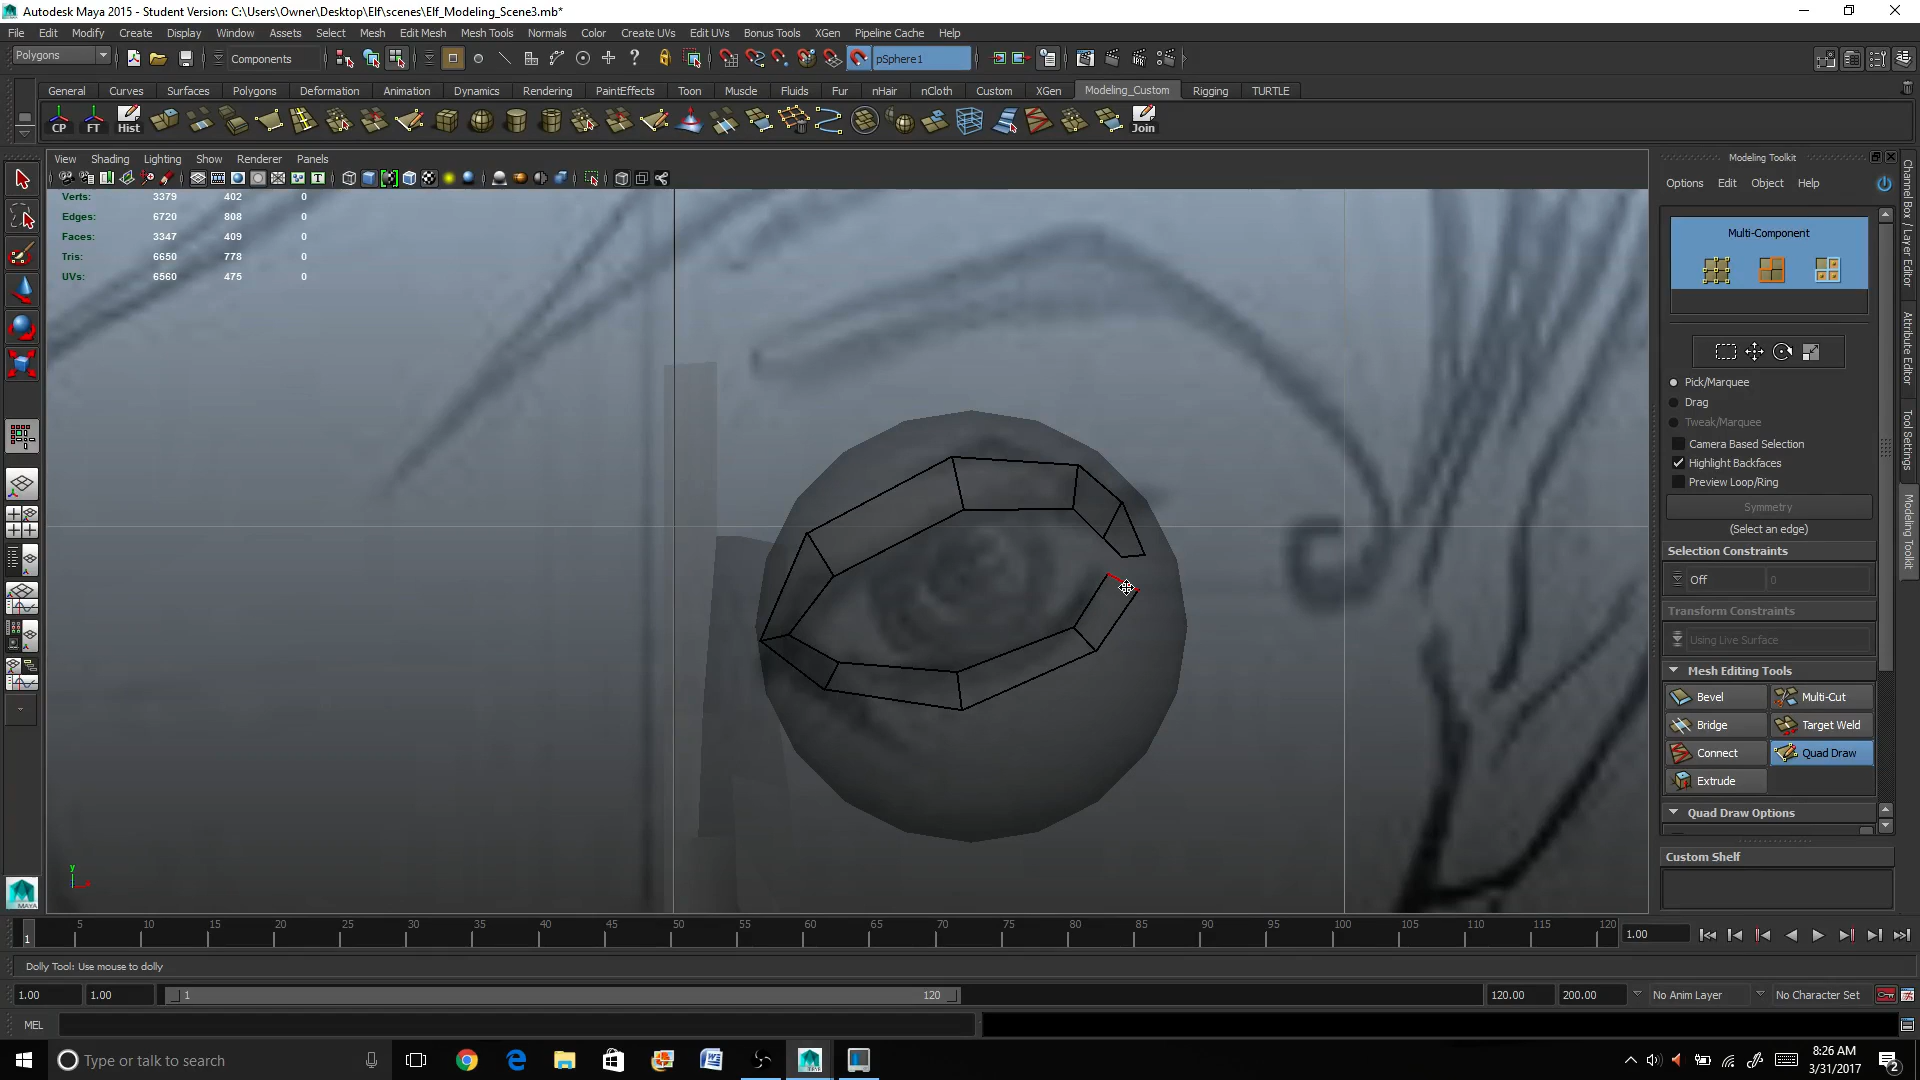 Autodesk Maya 2015 - Student Version: C:\Users\Owner\Desktop\Elf\scenes\Elf_Modeling_Scene3.mb*
File Edit Modify Create Display Window Assets Select Mesh Edit Mesh Mesh Tools Normals Color Create UVs Edit UVs Bonus Tools XGen Pipeline Cache Help
Polygons Components pSphere1
General Curves Surfaces Polygons Deformation Animation Dynamics Rendering PaintEffects Toon Muscle Fluids Fur nHair nCloth Custom XGen Modeling_Custom Rigging TURTLE
CP FT Hist Join
View Shading Lighting Show Renderer Panels
Verts: 3379 402 0
Edges: 6720 808 0
Faces: 3347 409 0
Tris: 6650 778 0
UVs: 6560 475 0
y
Modeling Toolkit
Options Edit Object Help
Multi-Component
Pick/Marquee
Drag
Tweak/Marquee
Camera Based Selection
Highlight Backfaces
Preview Loop/Ring
Symmetry
(Select an edge)
Selection Constraints
Off 0
Transform Constraints
Using Live Surface
Mesh Editing Tools
Bevel Multi-Cut
Bridge Target Weld
Connect Quad Draw
Extrude
Quad Draw Options
Custom Shelf
Channel Box / Layer Editor
Attribute Editor
Tool Settings
Modeling Toolkit
MAYA
1 5 10 15 20 25 30 35 40 45 50 55 60 65 70 75 80 85 90 95 100 105 110 115 120
1.00
Dolly Tool: Use mouse to dolly
1.00 1.00 1 120 120.00 200.00 No Anim Layer No Character Set
MEL
Type or talk to search
8:26 AM
3/31/2017
2